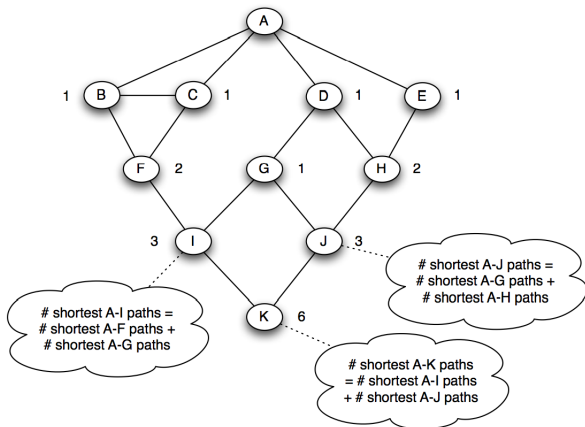 A
1 B C 1 D 1 E 1
F 2 G 1 H 2
3 I J 3
# shortest A-J paths =
# shortest A-G paths +
# shortest A-H paths
# shortest A-I paths =
# shortest A-F paths +
# shortest A-G paths
K 6
# shortest A-K paths
= # shortest A-I paths
+ # shortest A-J paths